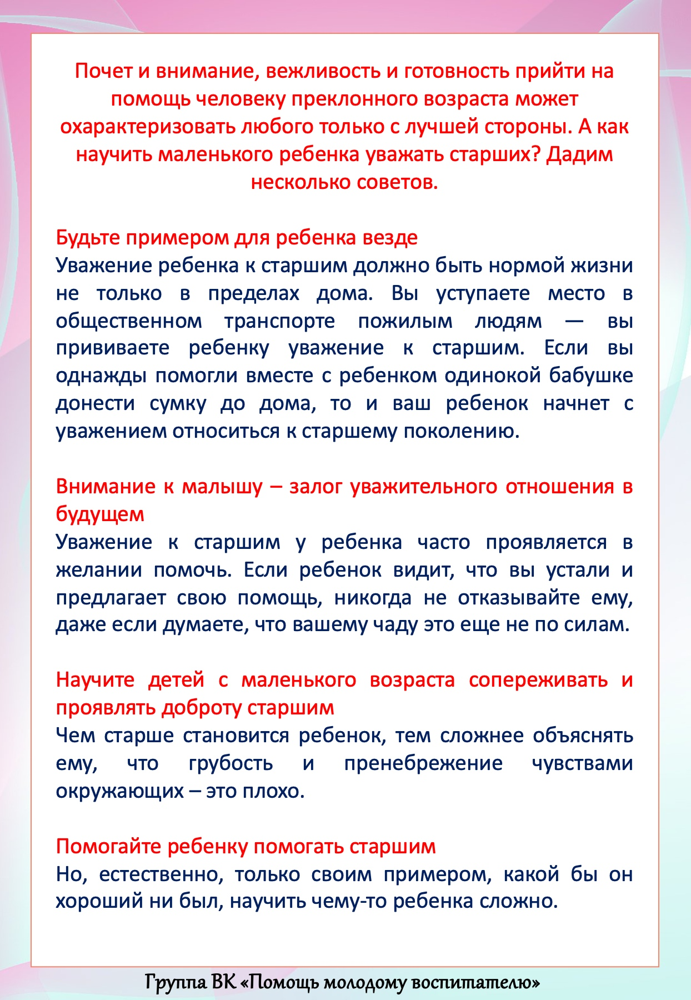 Почет и внимание, вежливость и готовность прийти на
помощь человеку преклонного возраста может
охарактеризовать любого только с лучшей стороны. А как
научить маленького ребенка уважать старших? Дадим
несколько советов.
Будьте примером для ребенка везде
Уважение ребенка к старшим должно быть нормой жизни
не только в пределах дома. Вы уступаете место в
общественном транспорте пожилым людям — вы
прививаете ребенку уважение к старшим. Если вы
однажды помогли вместе с ребенком одинокой бабушке
донести сумку до дома, то и ваш ребенок начнет с
уважением относиться к старшему поколению.
Внимание к малышу – залог уважительного отношения в
будущем
Уважение к старшим у ребенка часто проявляется в
желании помочь. Если ребенок видит, что вы устали и
предлагает свою помощь, никогда не отказывайте ему,
даже если думаете, что вашему чаду это еще не по силам.
Научите детей с маленького возраста сопереживать и
проявлять доброту старшим
Чем старше становится ребенок, тем сложнее объяснять
ему, что грубость и пренебрежение чувствами
окружающих – это плохо.
Помогайте ребенку помогать старшим
Но, естественно, только своим примером, какой бы он
хороший ни был, научить чему-то ребенка сложно.
Группа ВК «Помощь молодому воспитателю»